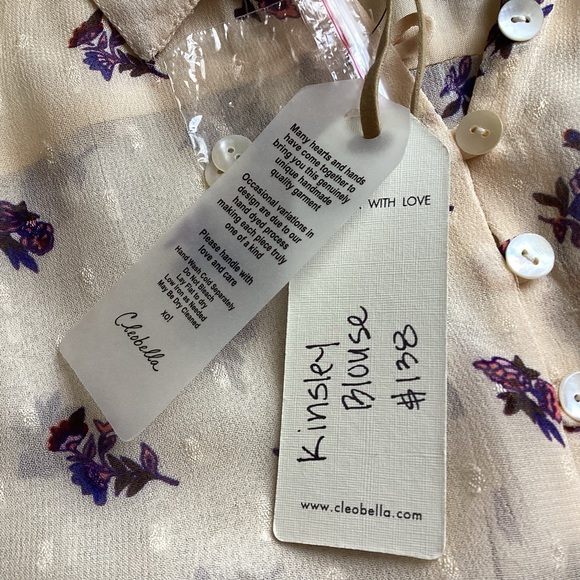 Many hearts and hands
have come together to
bring you this genuinely
unique handmade
quality garment
Occasional variations in
design are due to our
hand dyed process
making each piece truly
one of a kind
Please handle with
love and care
Hand Wash Cold Separately
Do Not Bleach
Lay Flat to dry
Low Iron as Needed
May Be Dry Cleaned
xo!
Cleobella
WITH LOVE
Kinsley
Blouse
$138
www.cleobella.com